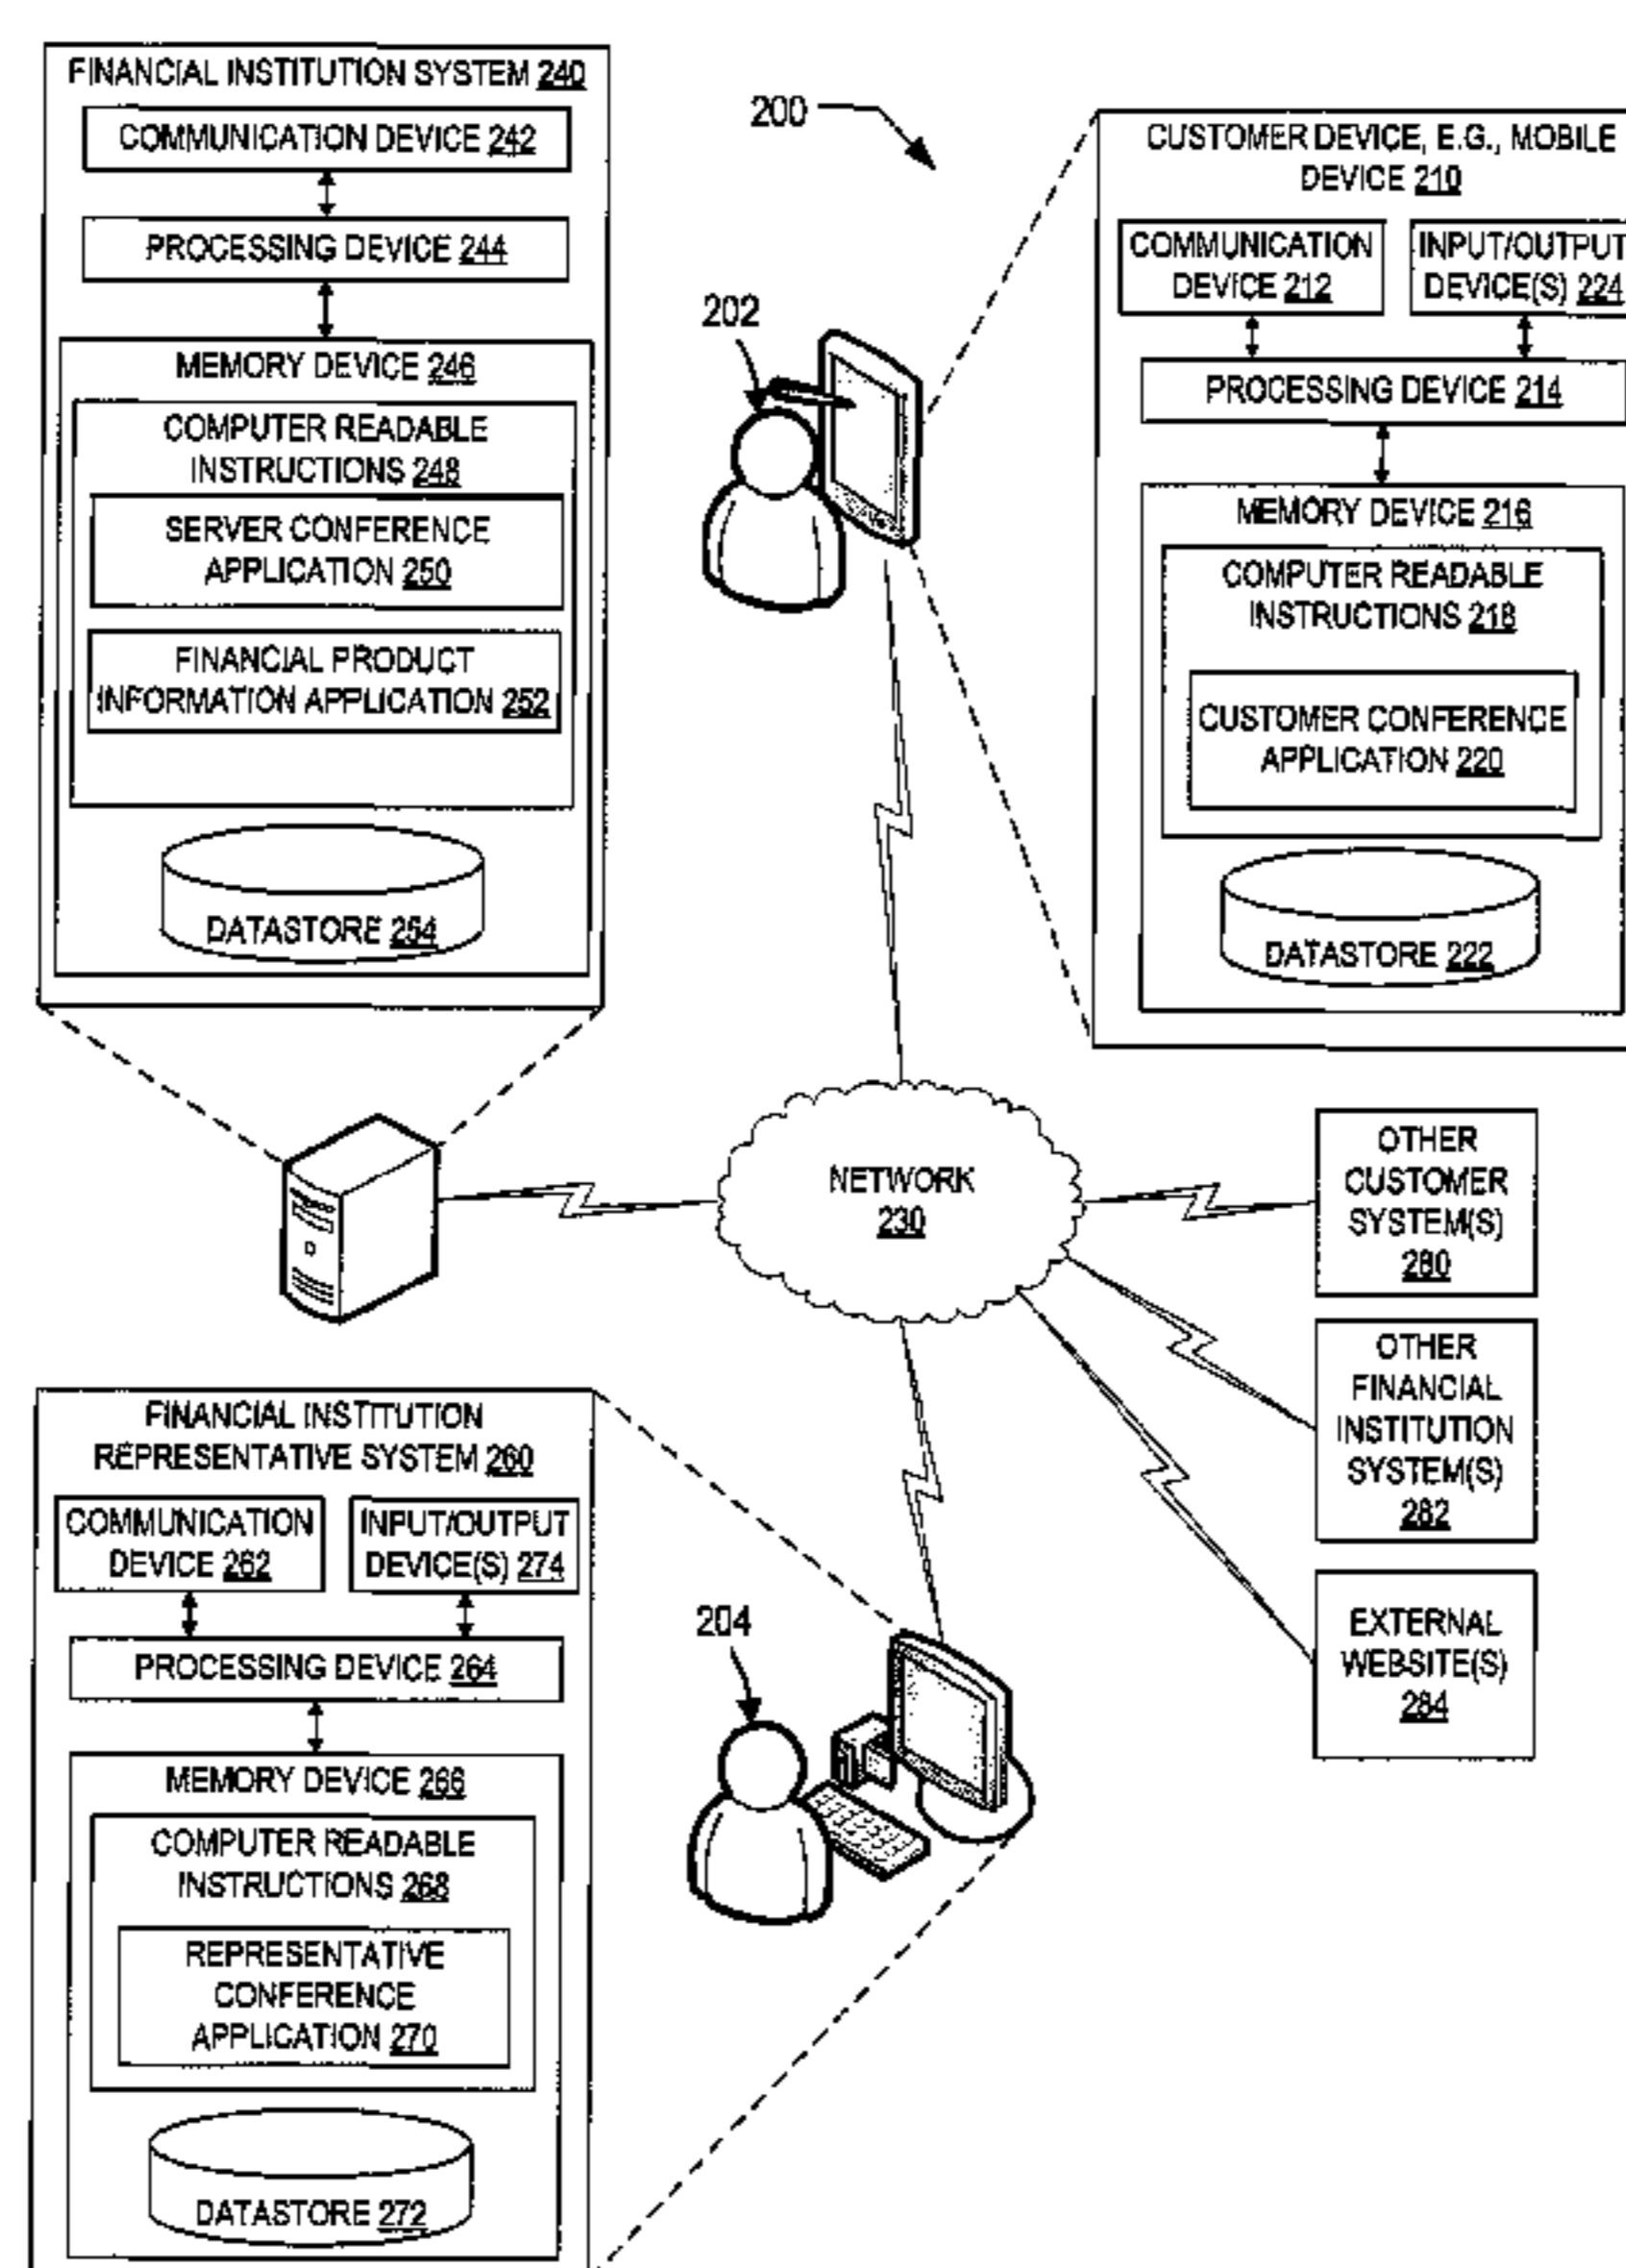 FINANCIAL INSTITUTION SYSTEM 240
COMMUNICATION DEVICE 242
PROCESSING DEVICE 244
MEMORY DEVICE 246
COMPUTER READABLE
INSTRUCTIONS 248
SERVER CONFERENCE
APPLICATION 250
FINANCIAL PRODUCT
INFORMATION APPLICATION 252
DATASTORE 254
200
202
CUSTOMER DEVICE, E.G., MOBILE
DEVICE 210
COMMUNICATION
DEVICE 212
INPUT/OUTPUT
DEVICE(S) 224
PROCESSING DEVICE 214
MEMORY DEVICE 216
COMPUTER READABLE
INSTRUCTIONS 218
CUSTOMER CONFERENCE
APPLICATION 220
DATASTORE 222
NETWORK
230
OTHER
CUSTOMER
SYSTEM(S)
280
OTHER
FINANCIAL
INSTITUTION
SYSTEM(S)
282
EXTERNAL
WEBSITE(S)
284
FINANCIAL INSTITUTION
REPRESENTATIVE SYSTEM 260
COMMUNICATION
DEVICE 262
INPUT/OUTPUT
DEVICE(S) 274
PROCESSING DEVICE 264
MEMORY DEVICE 266
COMPUTER READABLE
INSTRUCTIONS 268
REPRESENTATIVE
CONFERENCE
APPLICATION 270
DATASTORE 272
204